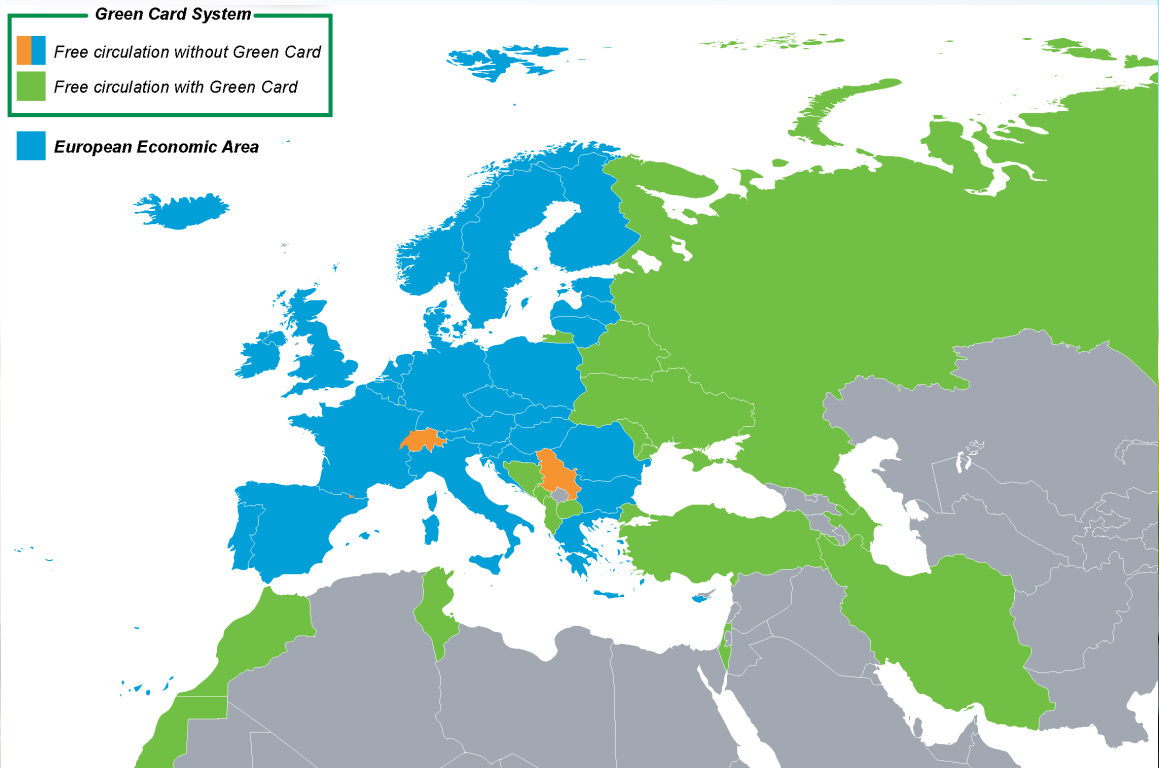 Green Card System
Free circulation without Green Card
Free circulation with Green Card
European Economic Area